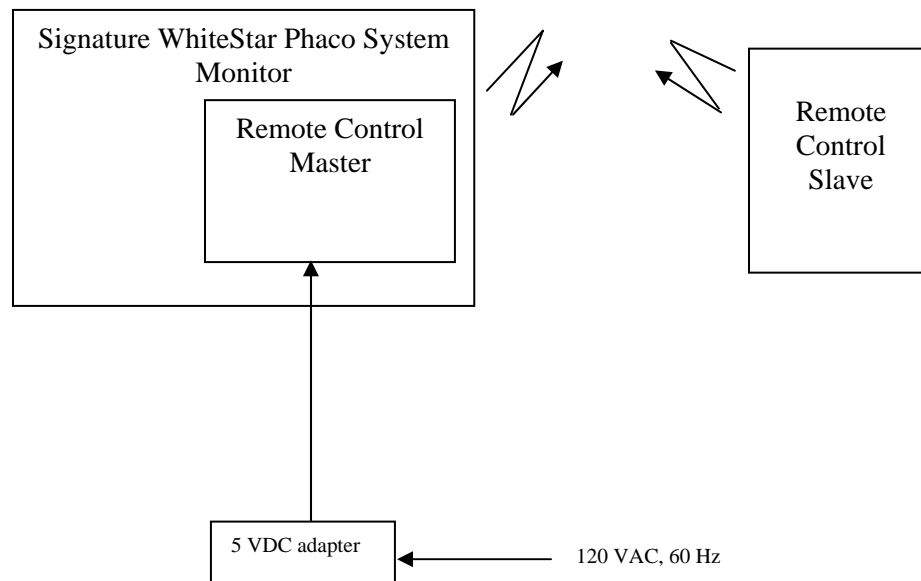 Signature WhiteStar Phaco System
Monitor
Remote Control
Master
Remote
Control
Slave
5 VDC adapter
120 VAC, 60 Hz